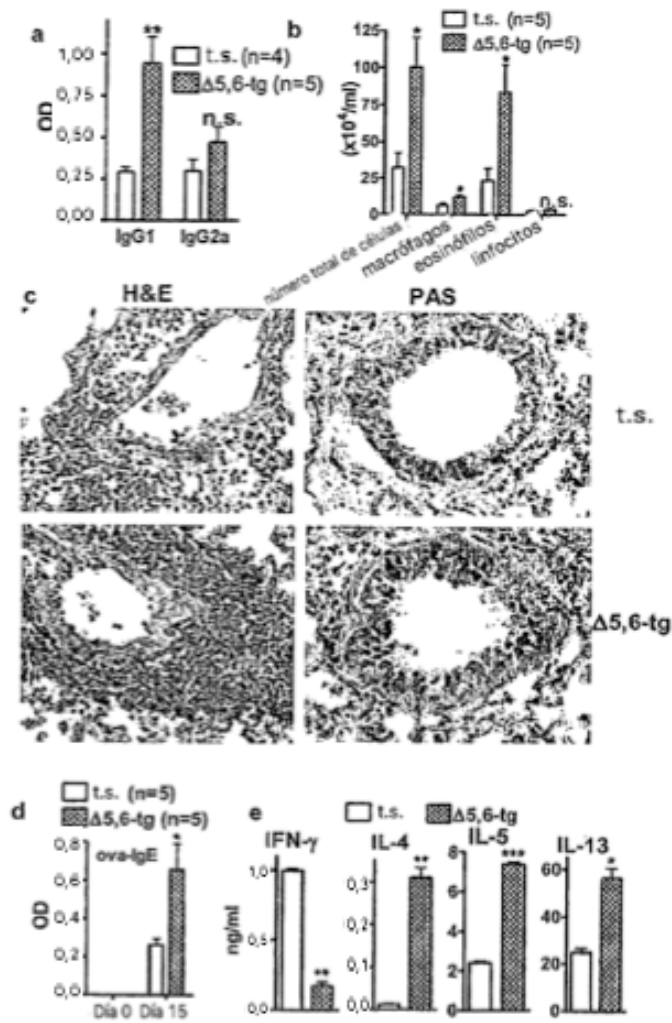 a
t.s. (n=4)
Δ5,6-tg (n=5)
OD
1,00
0,75
0,50
0,25
0,00
**
n.s.
IgG1
IgG2a
b
t.s. (n=5)
Δ5,6-tg (n=5)
(x10⁴/ml)
125
100
75
50
25
0
*
*
*
n.s.
número total de células
macrófagos
eosinófilos
linfocitos
c
H&E
PAS
t.s.
Δ5,6-tg
d
t.s. (n=5)
Δ5,6-tg (n=5)
ova-IgE
OD
0,8
0,6
0,4
0,2
0,0
*
Día 0
Día 15
e
t.s.
Δ5,6-tg
ng/ml
IFN-γ
1,0
0,5
0,0
**
IL-4
0,3
0,2
0,1
0,0
**
IL-5
8
6
4
2
0
***
IL-13
60
40
20
0
*